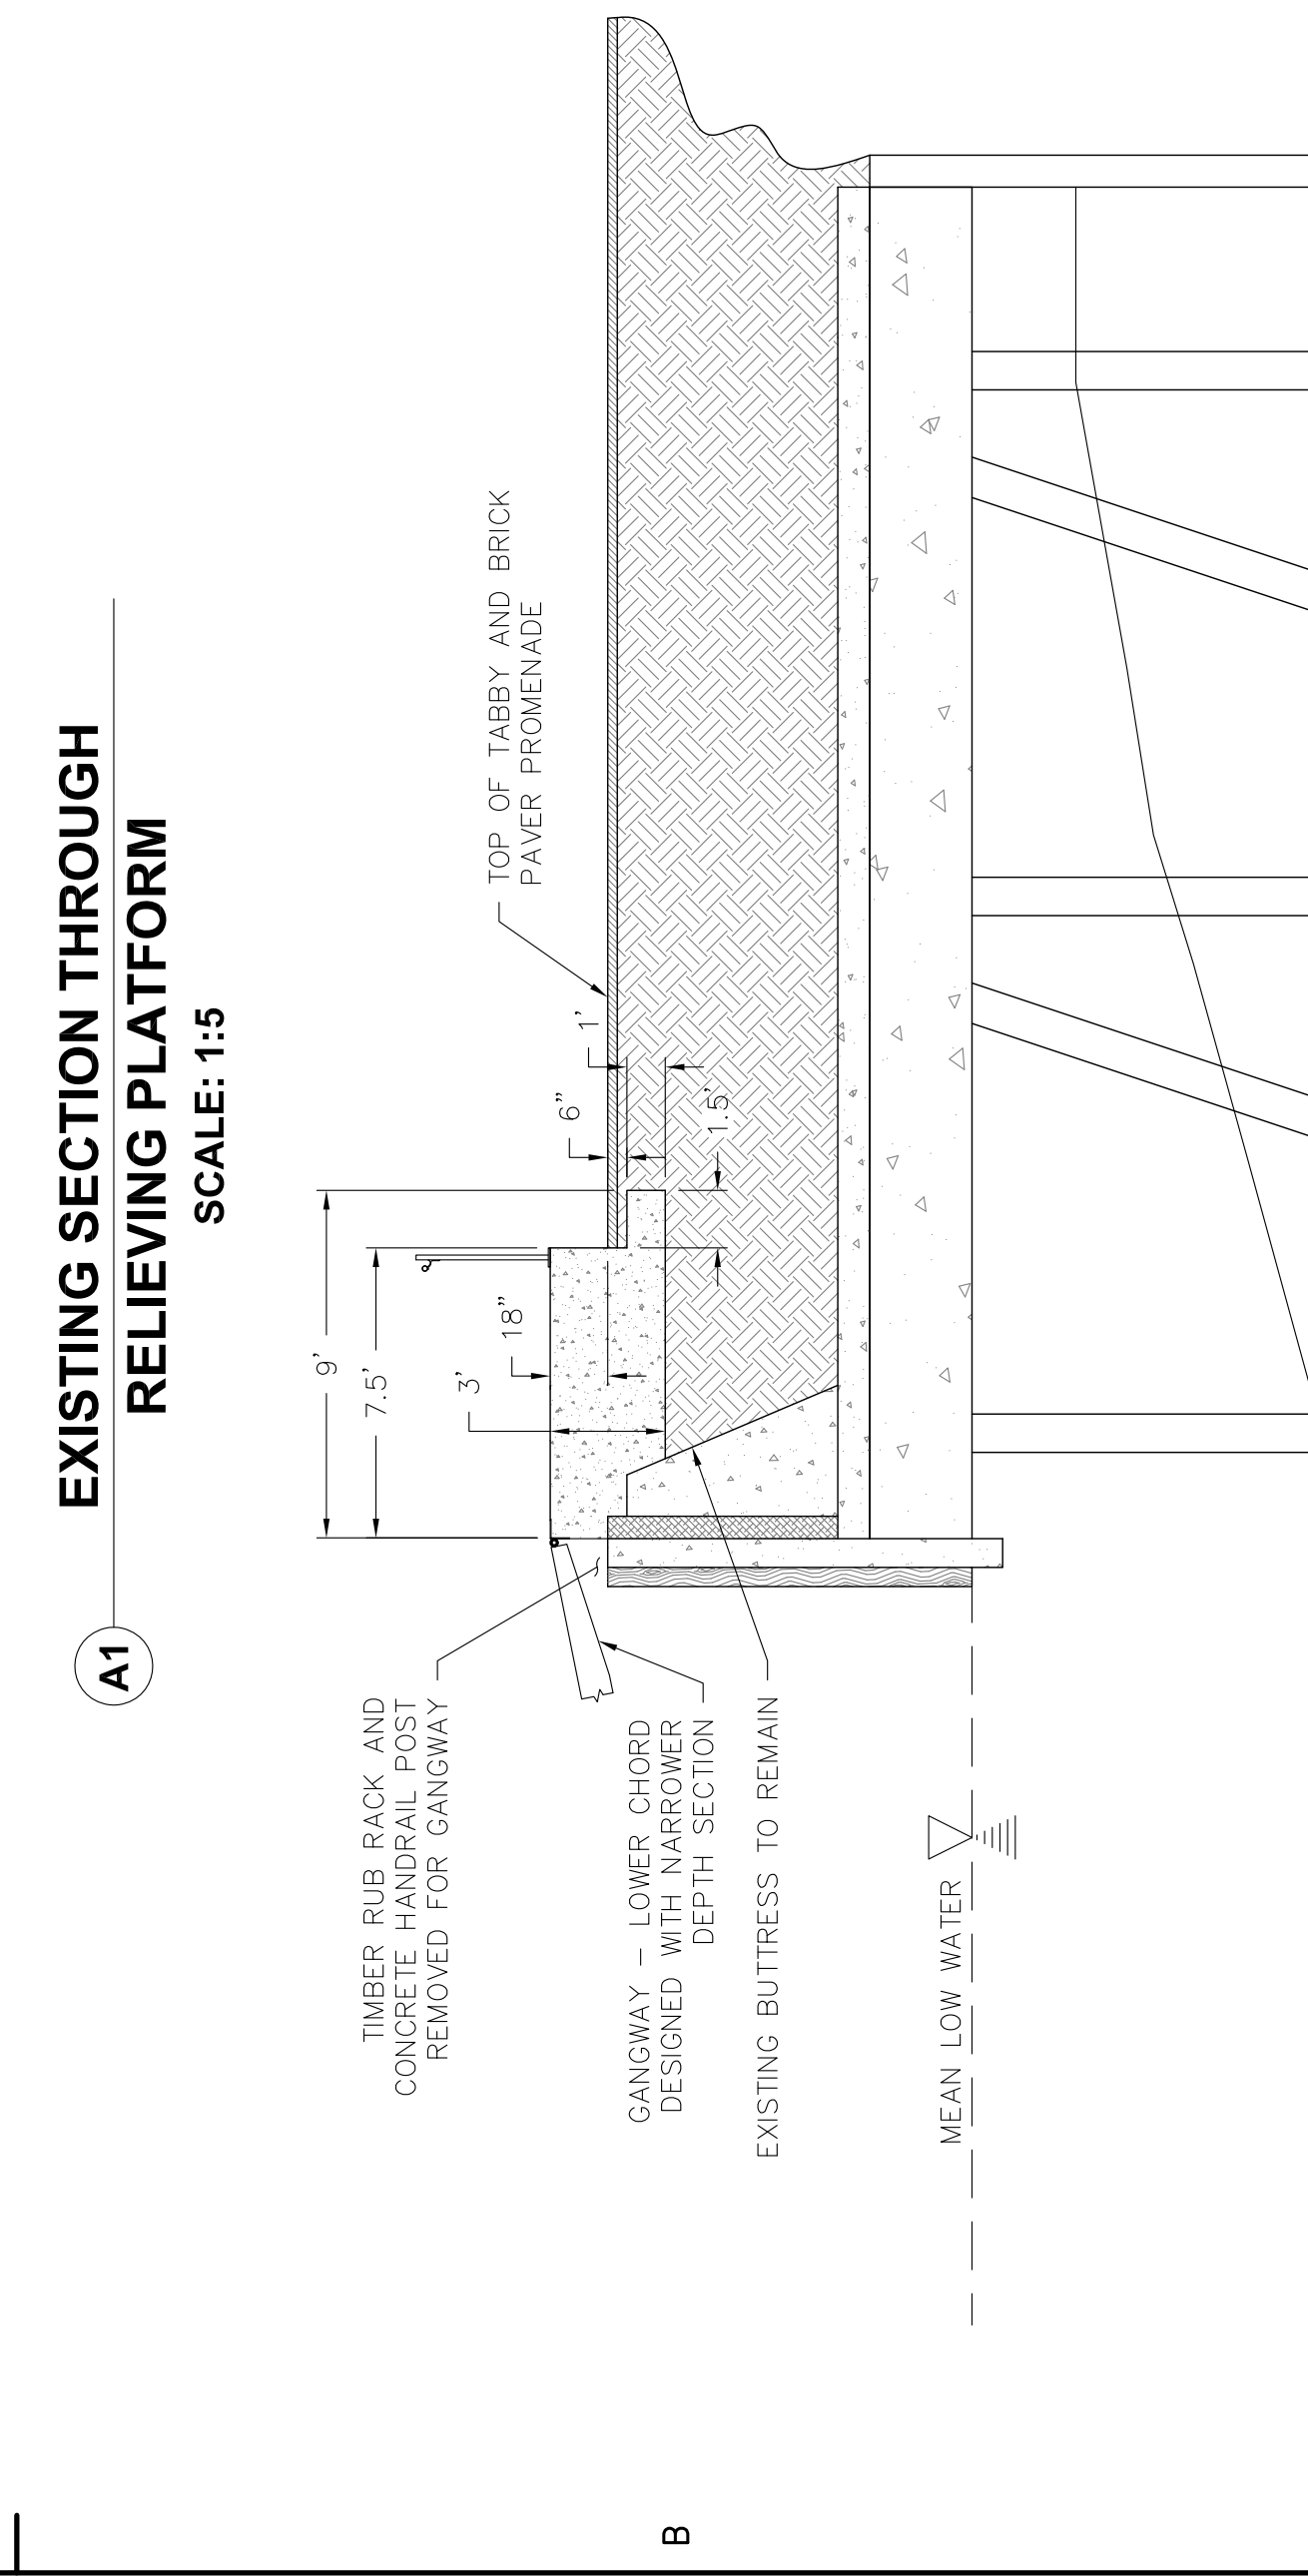 A1
EXISTING SECTION THROUGH
RELIEVING PLATFORM
SCALE: 1:5
9'
7.5'
3'
18"
6"
1'
1.5'
TOP OF TABBY AND BRICK
PAVER PROMENADE
TIMBER RUB RACK AND
CONCRETE HANDRAIL POST
REMOVED FOR GANGWAY
GANGWAY – LOWER CHORD
DESIGNED WITH NARROWER
DEPTH SECTION
EXISTING BUTTRESS TO REMAIN
MEAN LOW WATER
B